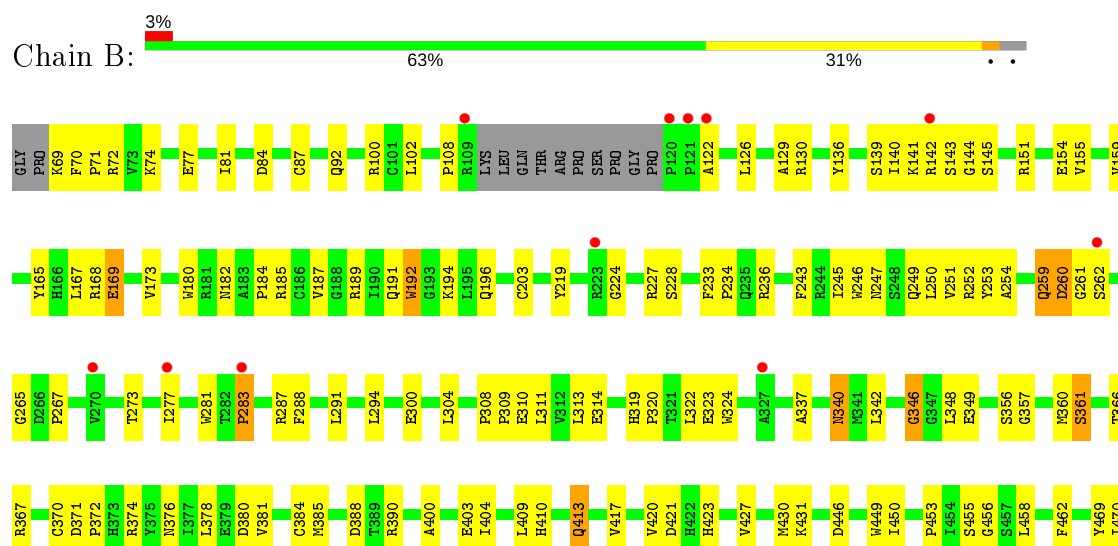 3%
Chain B:
63% 31% • •
GLY PRO K69 F70 P71 R72 V73 K74 E77 I81 D84 C87 Q92 R100 C101 L102 P108 R109 LYS LEU GLN THR ARG PRO SER PRO GLY PRO P120 P121 A122 L126 A129 R130 Y136 S139 I140 K141 R142 S143 G144 S145 R151 E154 V155 V159
Y165 H166 L167 R168 E169 V173 W180 R181 N182 A183 P184 R185 C186 V187 G188 R189 I190 Q191 W192 G193 K194 L195 Q196 C203 Y219 R223 G224 R227 S228 F233 P234 Q235 R236 F243 R244 I245 W246 N247 S248 Q249 L250 V251 R252 Y253 A254 Q259 D260 G261 S262
G265 D266 P267 V270 T273 I277 W281 T282 P283 R287 F288 L291 L294 E300 L304 P308 P309 E310 L311 V312 L313 E314 H319 P320 T321 L322 E323 W324 A337 N340 M341 L342 G346 A347 L348 E349 S356 G357 M360 S361 T366
R367 C370 D371 P372 H373 R374 Y375 N376 I377 L378 E379 D380 V381 C384 M385 D388 T389 R390 A400 E403 I404 L409 H410 Q413 V417 V420 D421 H422 H423 V427 M430 K431 D446 W449 I450 P453 I454 S455 G456 S457 L458 F462 Y469